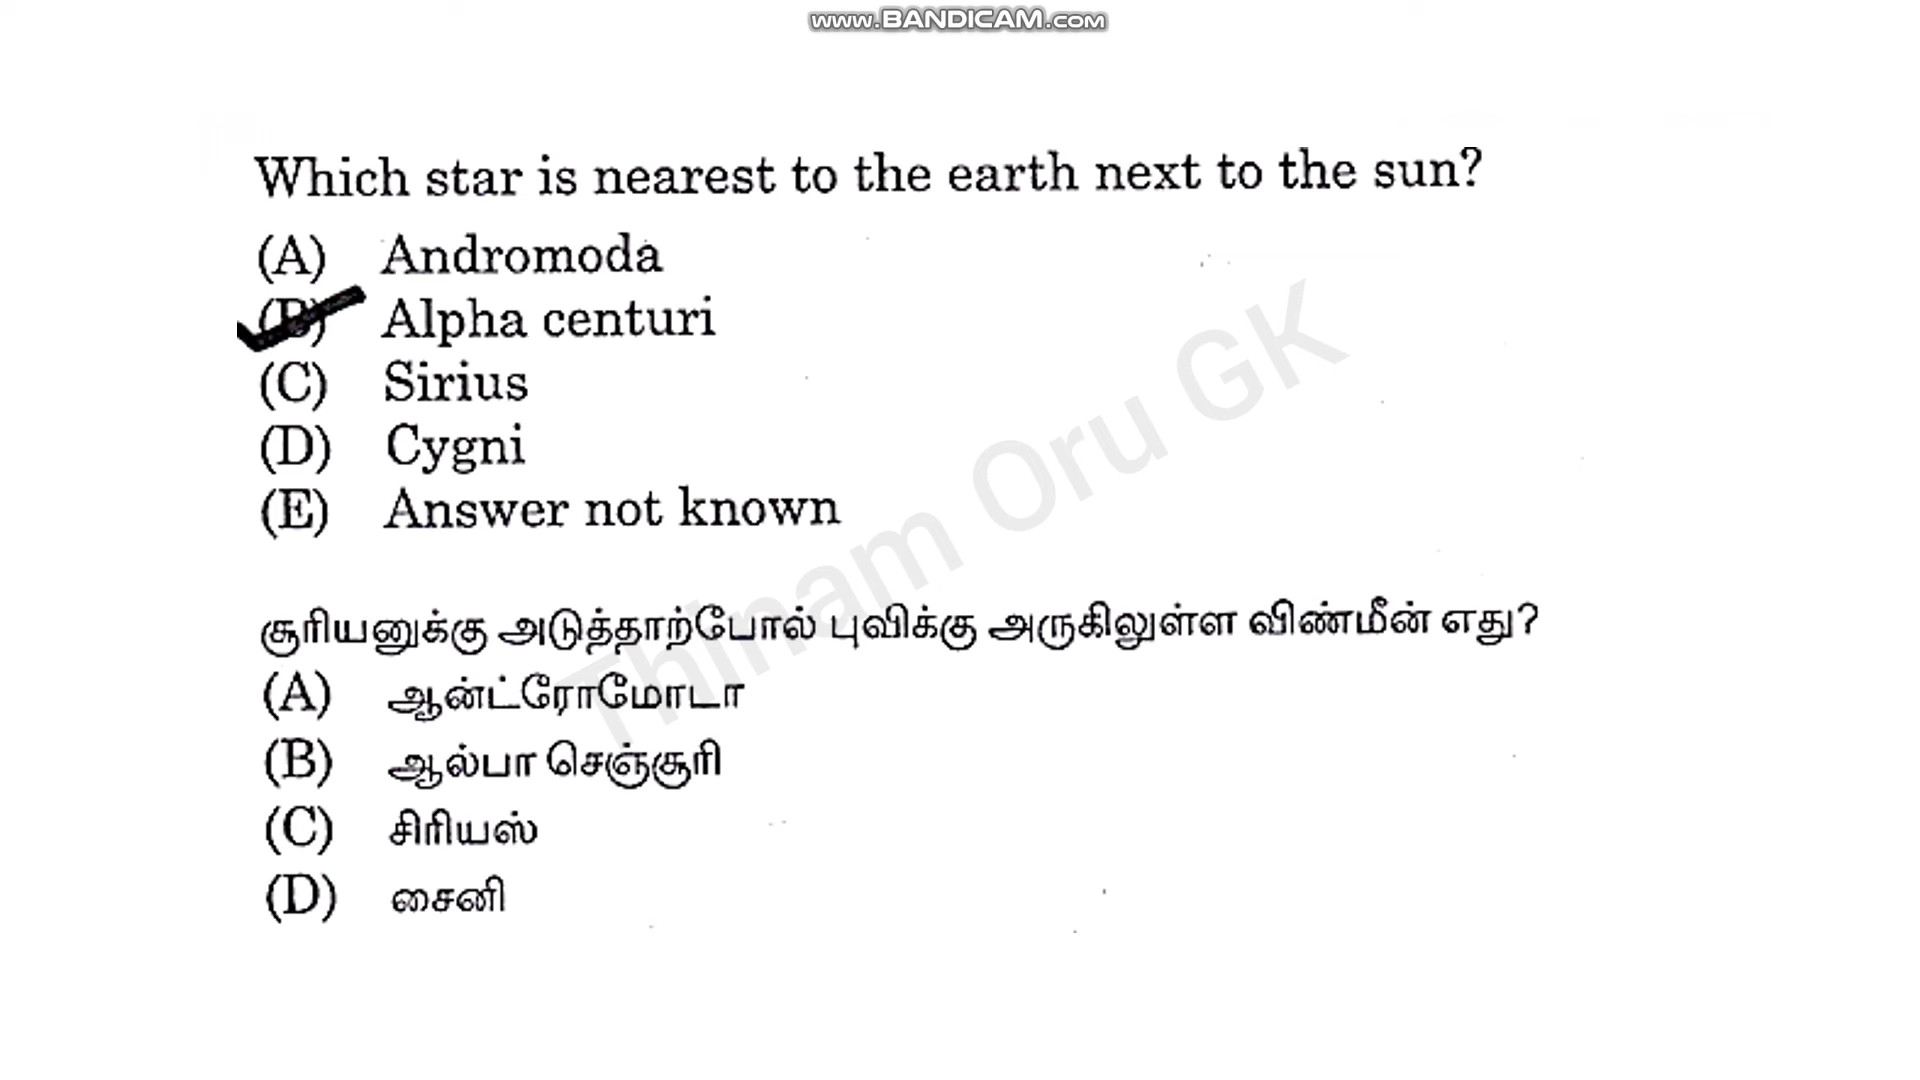 www.BANDICAM.com
Which star is nearest to the earth next to the sun?
(A) Andromoda
(B) Alpha centuri
(C) Sirius
(D) Cygni
(E) Answer not known
சூரியனுக்கு அடுத்தாற்போல் புவிக்கு அருகிலுள்ள விண்மீன் எது?
(A) ஆன்ட்ரோமோடா
(B) ஆல்பா செஞ்சூரி
(C) சிரியஸ்
(D) சைனி
Thinam Oru GK